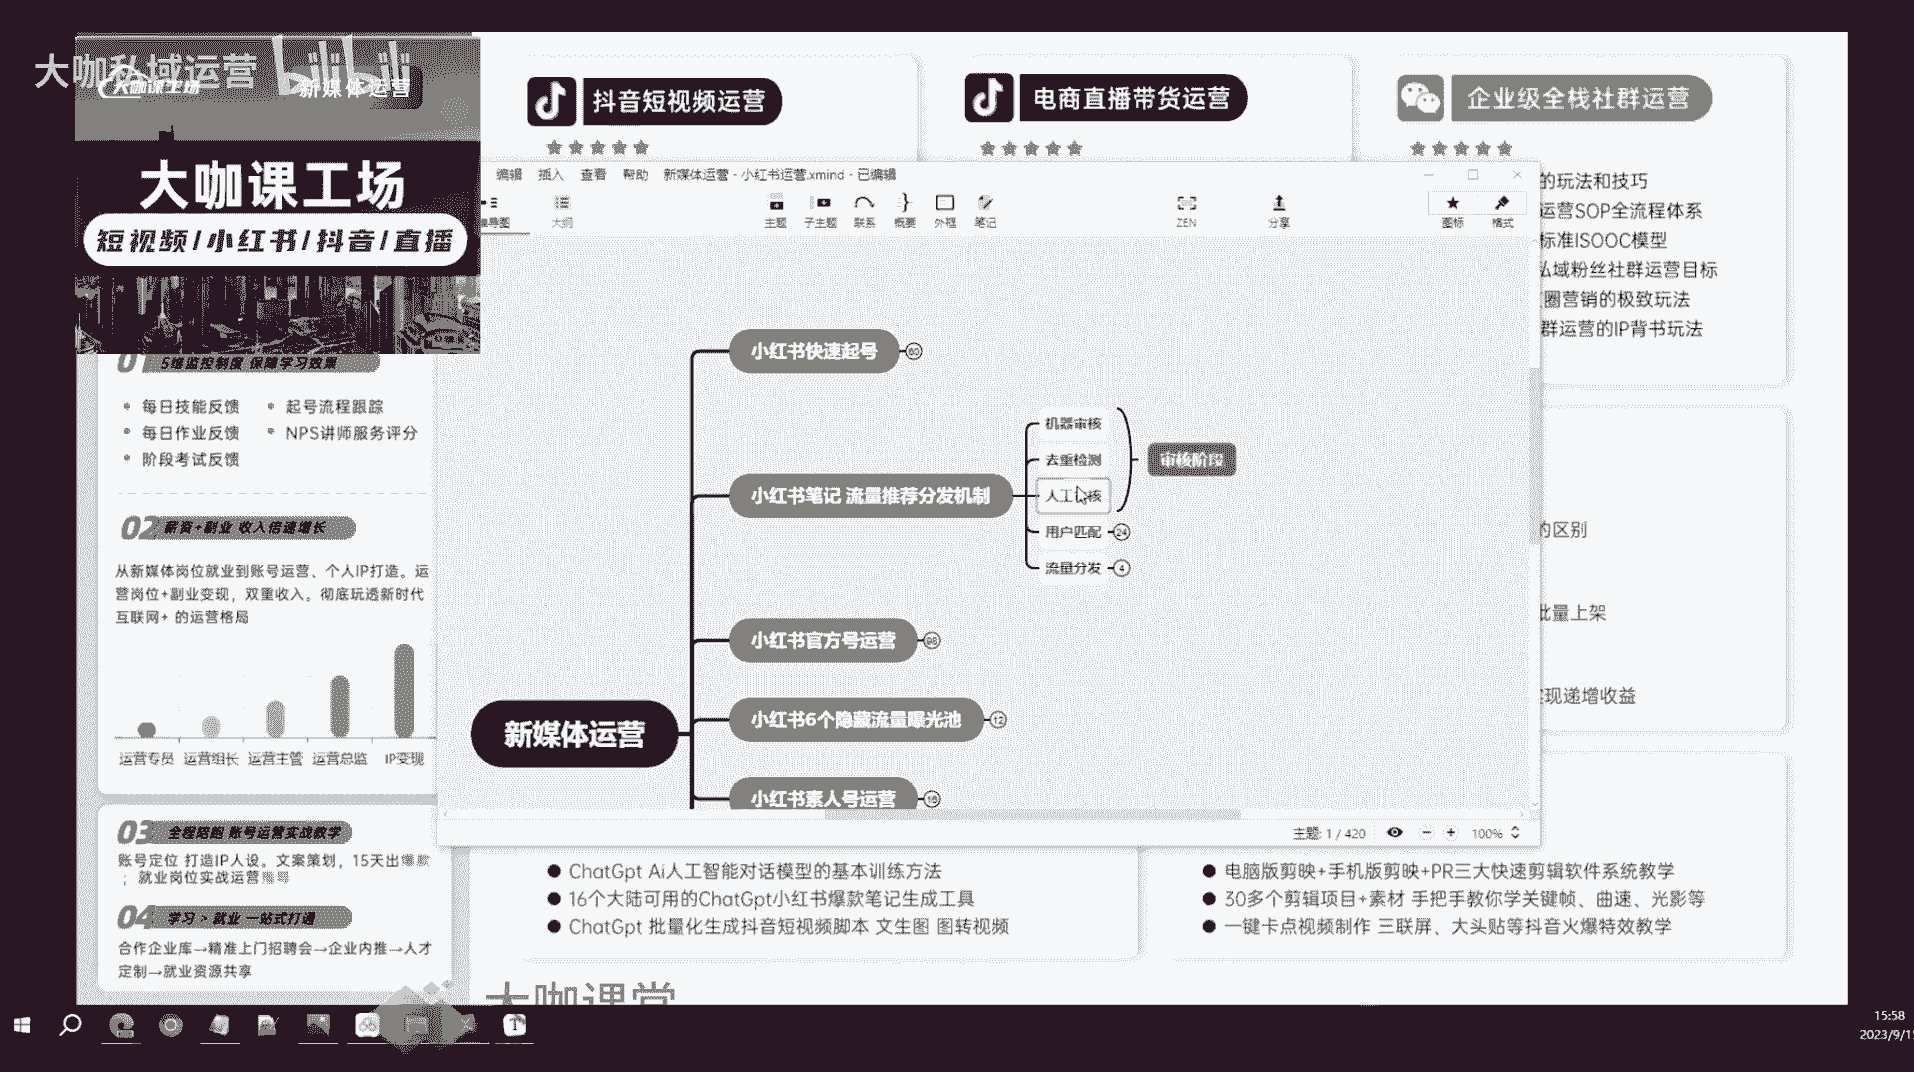 大咖私域运营
bilibili
大咖课工场
新媒体运营
大咖课工场
短视频/小红书/抖音/直播
抖音短视频运营
电商直播带货运营
企业级全栈社群运营
的玩法和技巧
运营SOP全流程体系
标准ISOOC模型
私域粉丝社群运营目标
圈营销的极致玩法
群运营的IP背书玩法
编辑 插入 查看 帮助 新媒体运营 - 小红书运营.xmind - 已编辑
导图 大纲 主题 子主题 联系 概要 外框 笔记 ZEN 分享 图标 格式
小红书快速起号 60
小红书笔记 流量推荐分发机制
机器审核
去重检测
人工 核
用户匹配 24
流量分发 4
审核阶段
小红书官方号运营 98
小红书6个隐藏流量曝光池 12
新媒体运营
小红书素人号运营 16
主题: 1 / 420 100%
01 5维监控制度 保障学习效果
每日技能反馈 起号流程跟踪
每日作业反馈 NPS讲师服务评分
阶段考试反馈
02 薪资+副业 收入倍速增长
从新媒体岗位就业到账号运营、个人IP打造。运
营岗位+副业变现，双重收入。彻底玩透新时代
互联网+ 的运营格局
运营专员 运营组长 运营主管 运营总监 IP变现
03 全程陪跑 账号运营实战教学
账号定位 打造IP人设。文案策划，15天出爆款
；就业岗位实战运营指导
04 学习 > 就业 一站式打通
合作企业库→精准上门招聘会→企业内推→人才
定制→就业资源共享
的区别
批量上架
现递增收益
ChatGpt Ai人工智能对话模型的基本训练方法
16个大陆可用的ChatGpt小红书爆款笔记生成工具
ChatGpt 批量化生成抖音短视频脚本 文生图 图转视频
电脑版剪映+手机版剪映+PR三大快速剪辑软件系统教学
30多个剪辑项目+素材 手把手教你学关键帧、曲速、光影等
一键卡点视频制作 三联屏、大头贴等抖音火爆特效教学
大咖课堂
15:58
2023/9/1